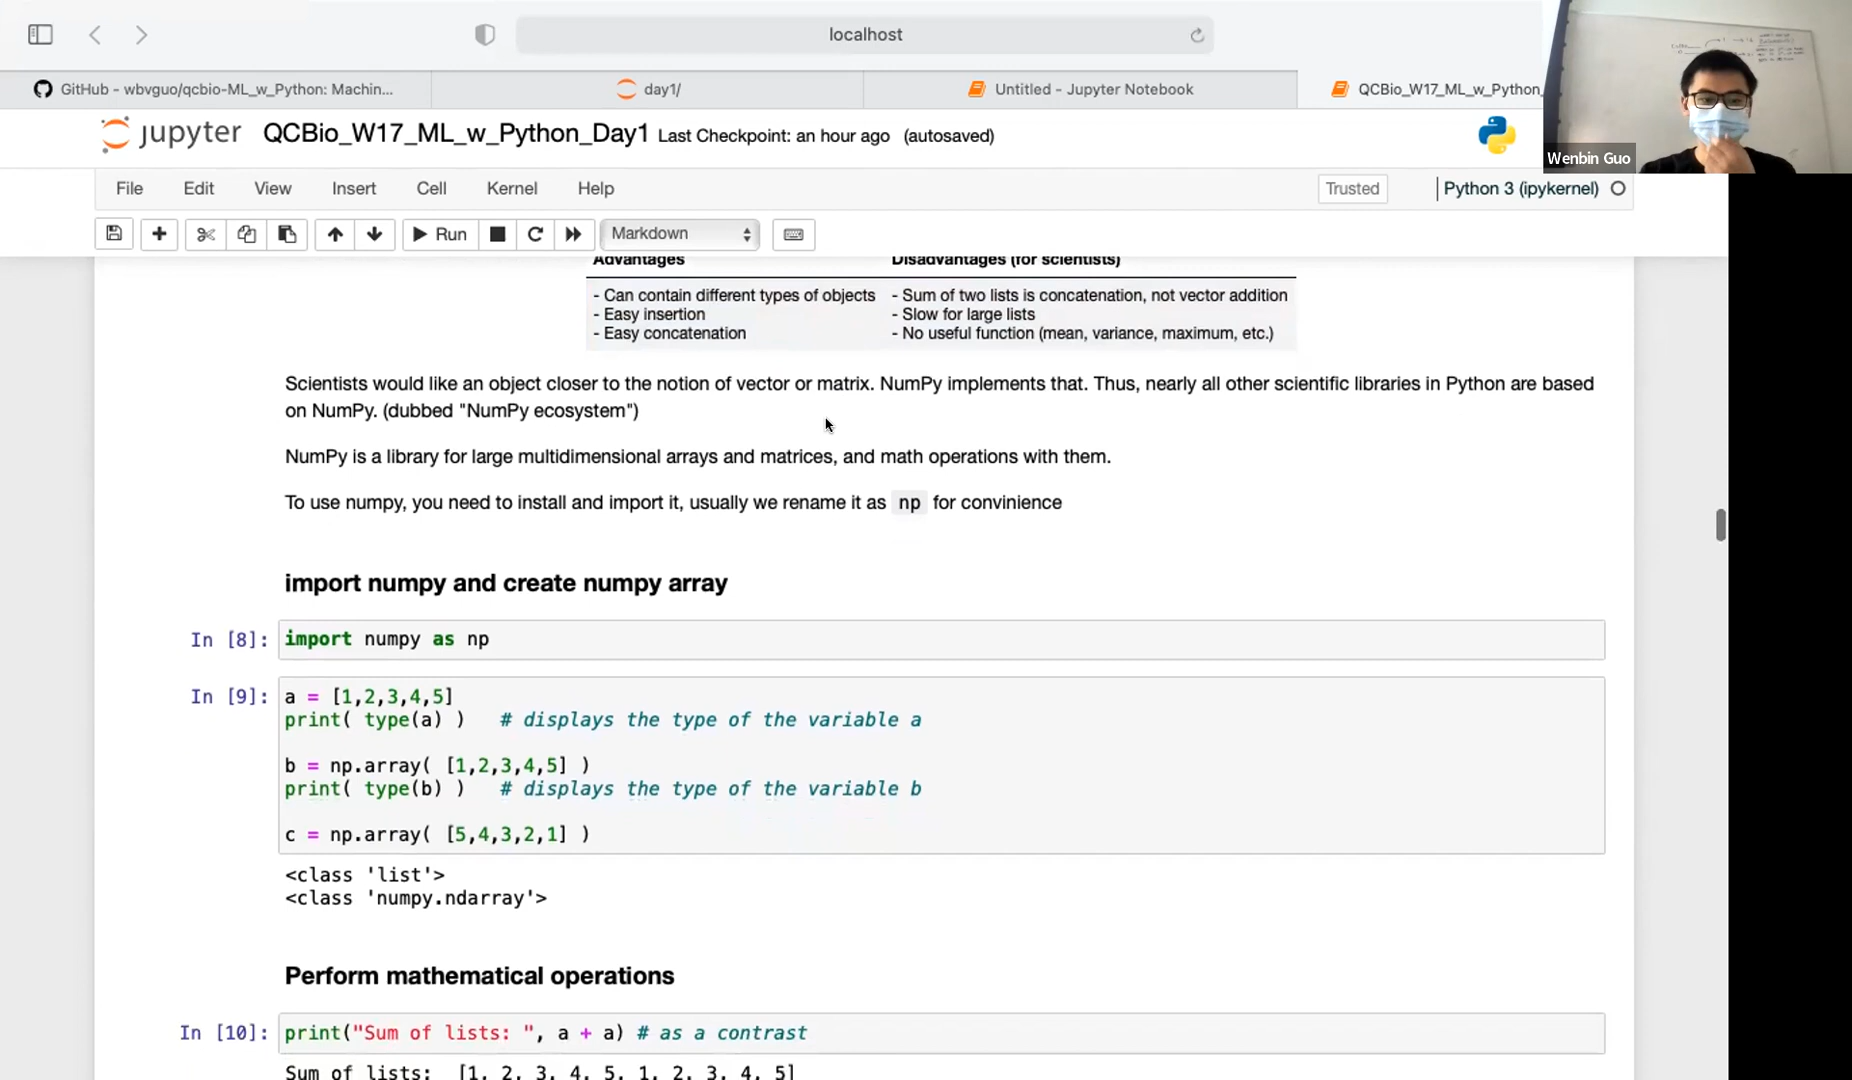 localhost
GitHub - wbvguo/qcbio-ML_w_Python: Machin...
day1/
Untitled - Jupyter Notebook
QCBio_W17_ML_w_Python_
Wenbin Guo
jupyter QCBio_W17_ML_w_Python_Day1 Last Checkpoint: an hour ago (autosaved)
File Edit View Insert Cell Kernel Help Trusted Python 3 (ipykernel)
Run Markdown
Advantages Disadvantages (for scientists)
- Can contain different types of objects - Sum of two lists is concatenation, not vector addition
- Easy insertion - Slow for large lists
- Easy concatenation - No useful function (mean, variance, maximum, etc.)
Scientists would like an object closer to the notion of vector or matrix. NumPy implements that. Thus, nearly all other scientific libraries in Python are based
on NumPy. (dubbed "NumPy ecosystem")
NumPy is a library for large multidimensional arrays and matrices, and math operations with them.
To use numpy, you need to install and import it, usually we rename it as np for convinience
import numpy and create numpy array
In [8]: import numpy as np
In [9]: a = [1,2,3,4,5]
print( type(a) ) # displays the type of the variable a
b = np.array( [1,2,3,4,5] )
print( type(b) ) # displays the type of the variable b
c = np.array( [5,4,3,2,1] )
<class 'list'>
<class 'numpy.ndarray'>
Perform mathematical operations
In [10]: print("Sum of lists: ", a + a) # as a contrast
Sum of lists: [1, 2, 3, 4, 5, 1, 2, 3, 4, 5]